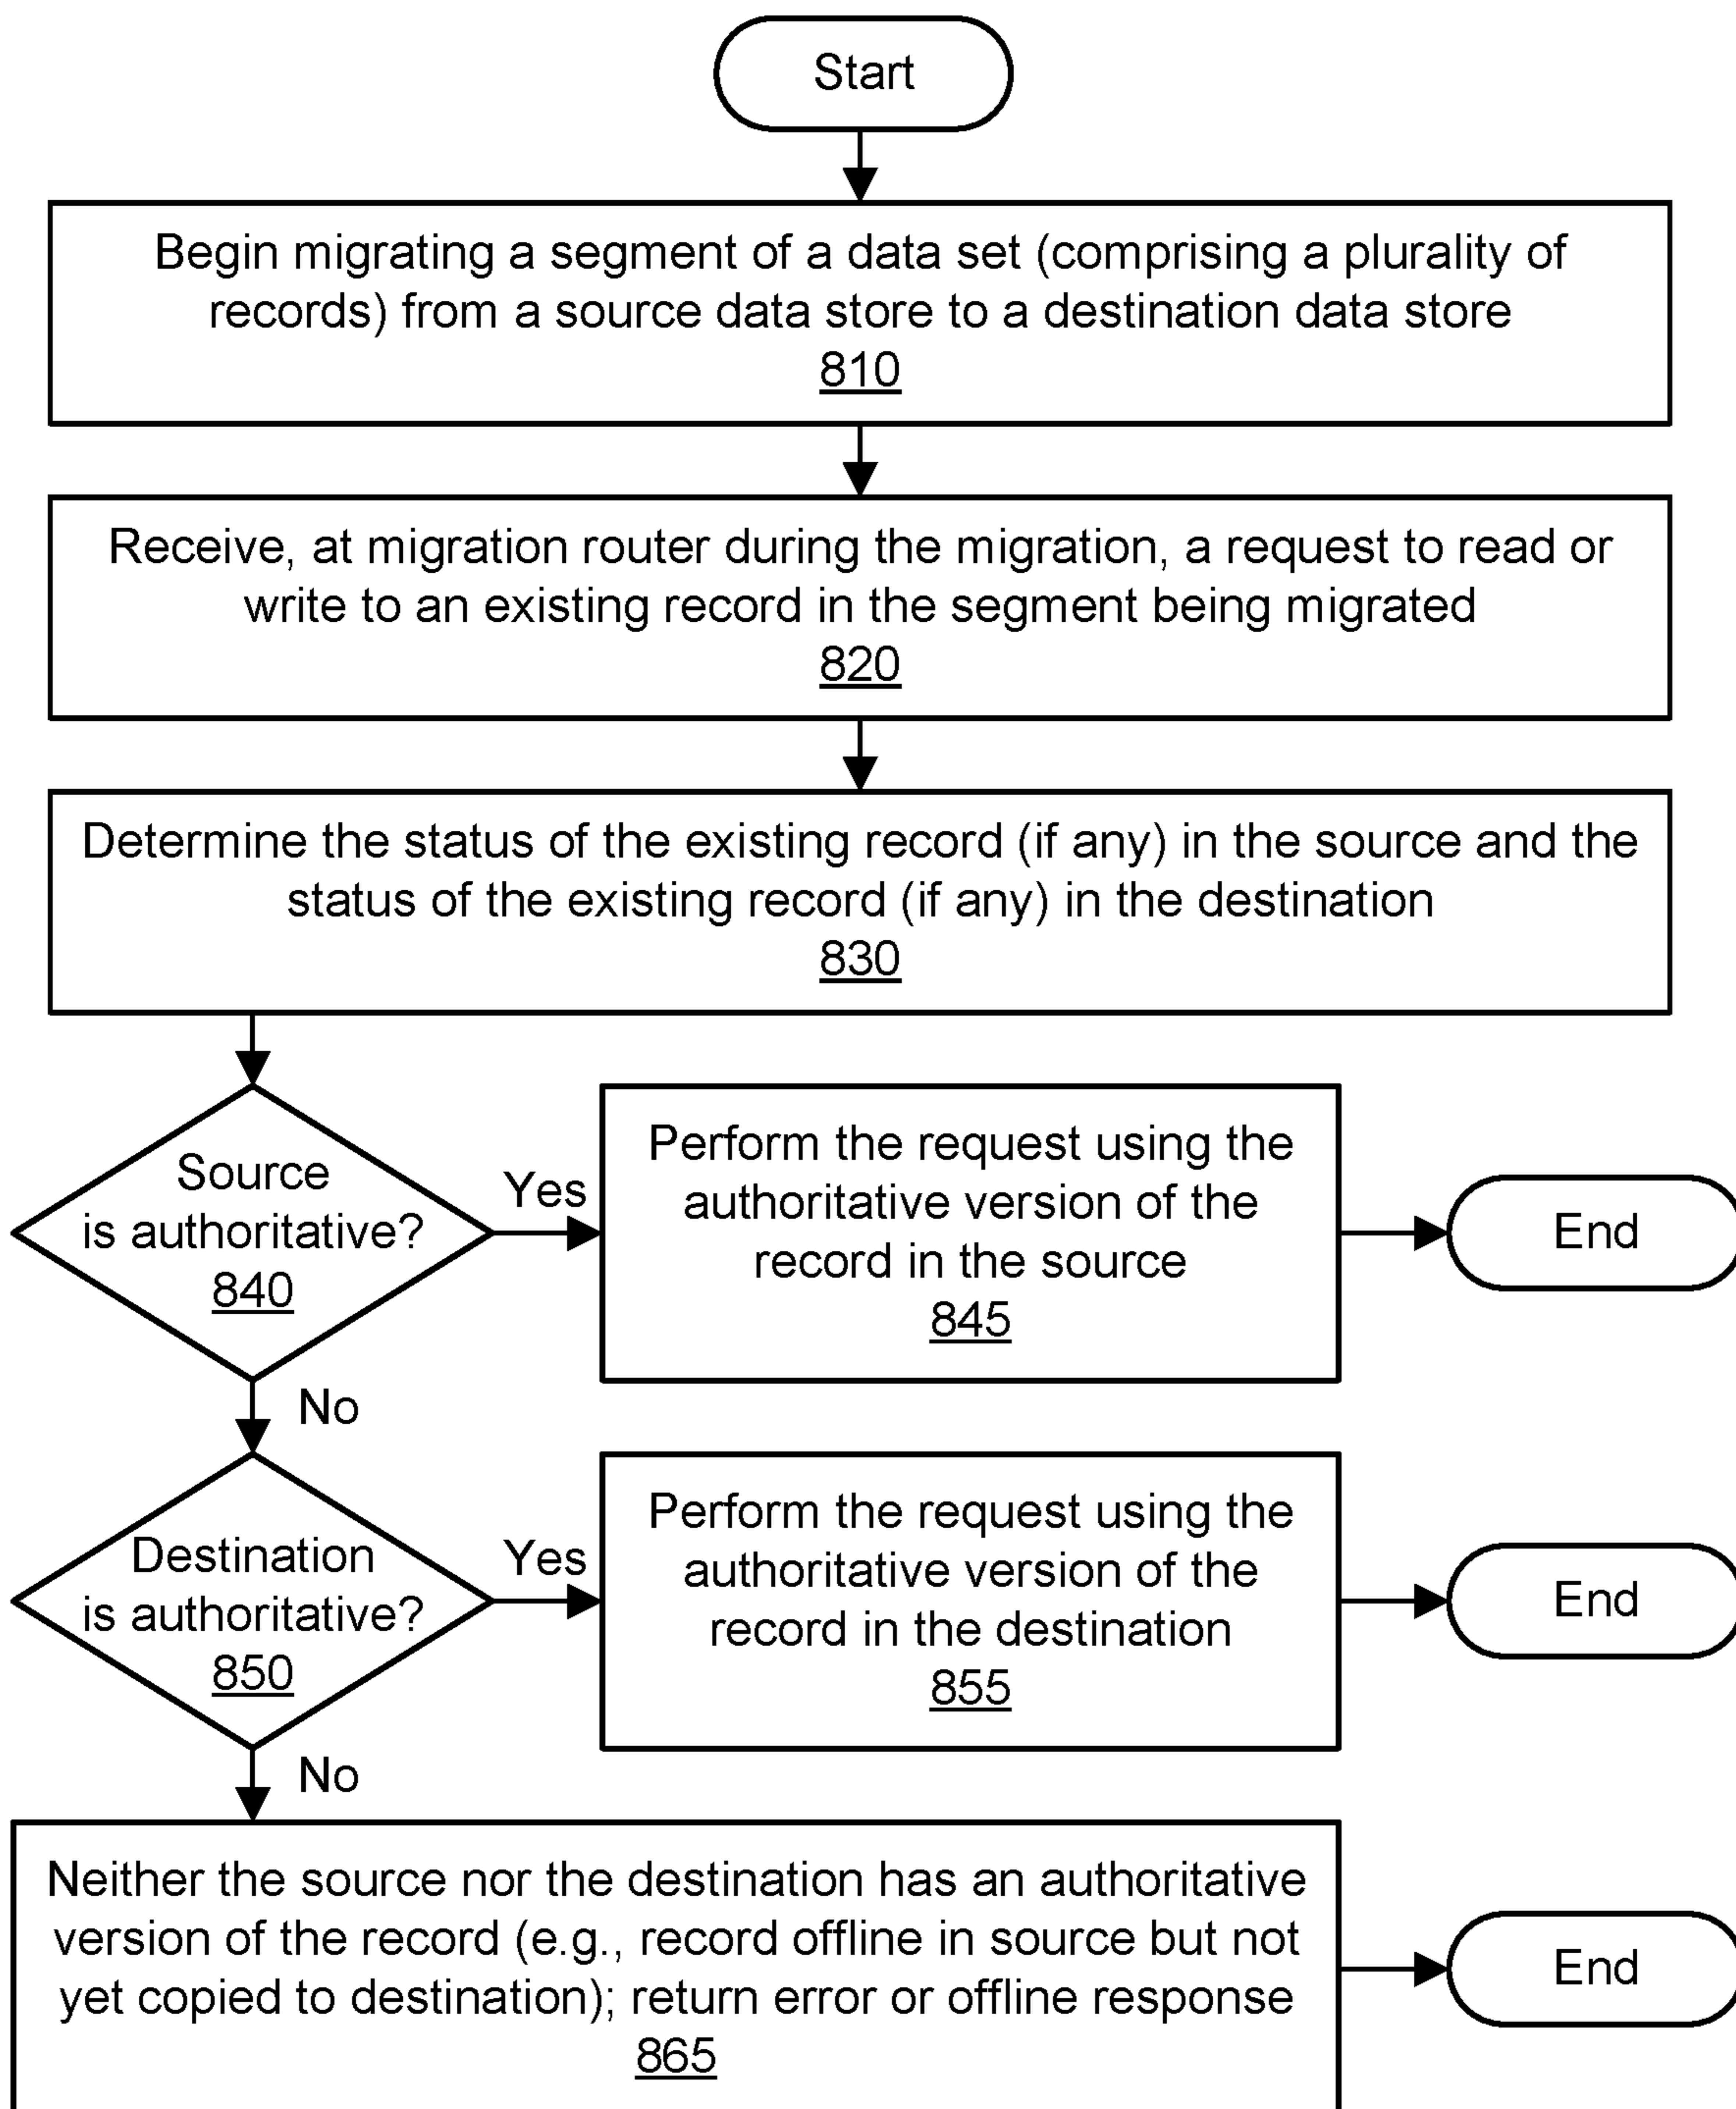 Start
Begin migrating a segment of a data set (comprising a plurality of
records) from a source data store to a destination data store
810
Receive, at migration router during the migration, a request to read or
write to an existing record in the segment being migrated
820
Determine the status of the existing record (if any) in the source and the
status of the existing record (if any) in the destination
830
Source
is authoritative?
840
Yes
Perform the request using the
authoritative version of the
record in the source
845
End
No
Destination
is authoritative?
850
Yes
Perform the request using the
authoritative version of the
record in the destination
855
End
No
Neither the source nor the destination has an authoritative
version of the record (e.g., record offline in source but not
yet copied to destination); return error or offline response
865
End